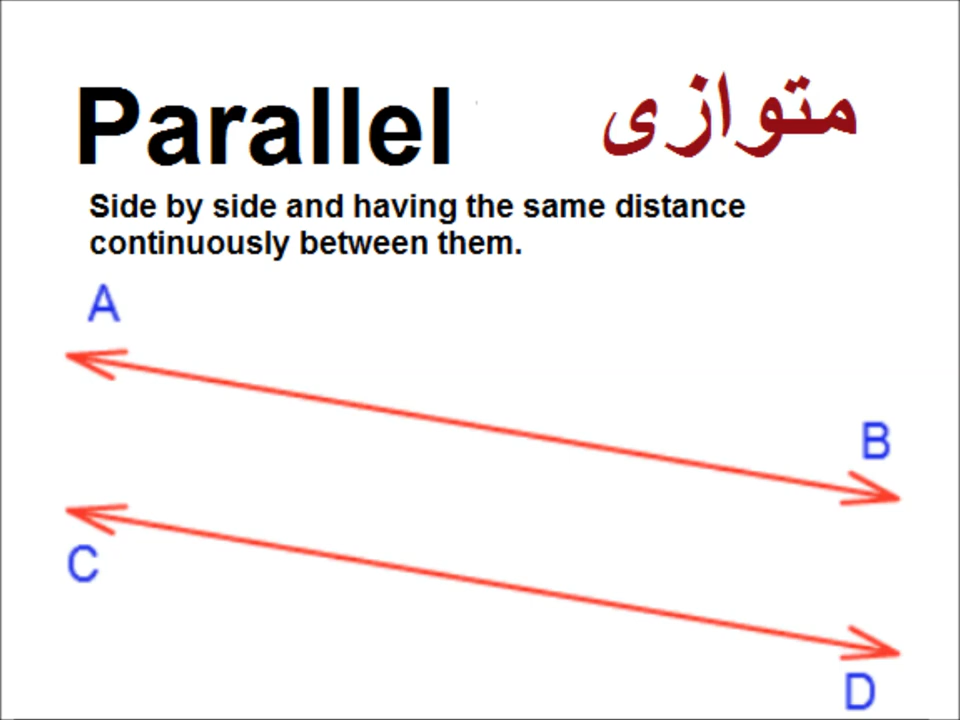 Parallel متوازی
Side by side and having the same distance
continuously between them.
A
B
C
D